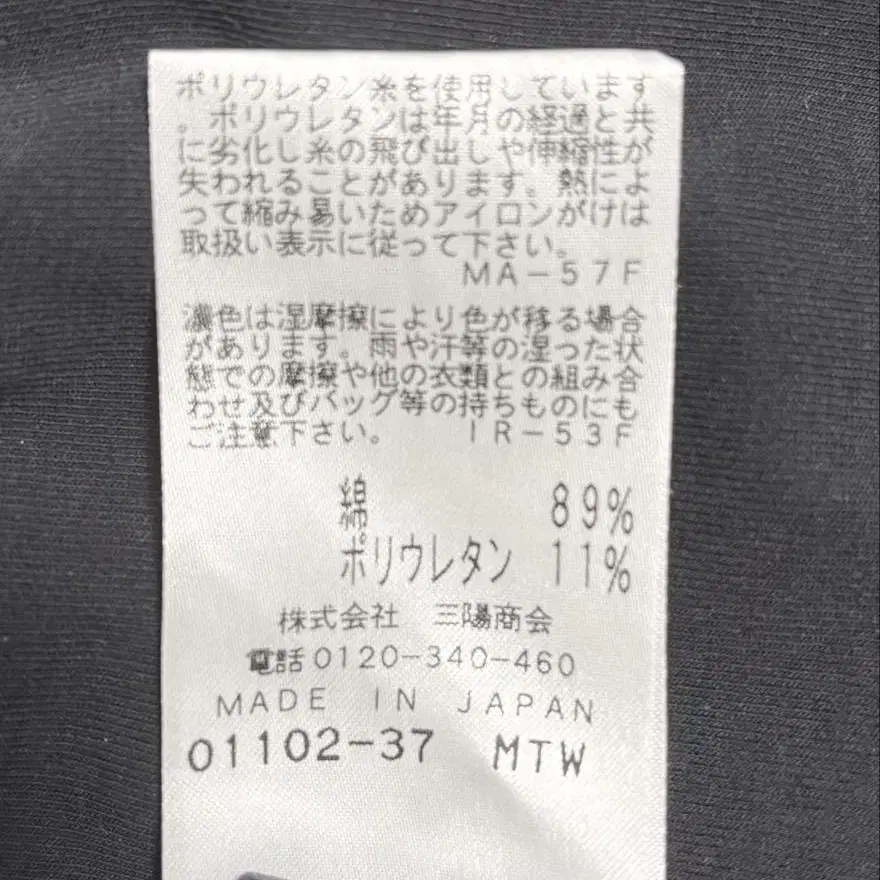 ポリウレタン糸を使用しています
。ポリウレタンは年月の経過と共
に劣化し糸の飛び出しや伸縮性が
失われることがあります。熱によ
って縮み易いためアイロンがけは
取扱い表示に従って下さい。
MA-57F
濃色は湿摩擦により色が移る場合
があります。雨や汗等の湿った状
態での摩擦や他の衣類との組み合
わせ及びバッグ等の持ちものにも
ご注意下さい。 IR-53F
綿 89%
ポリウレタン 11%
株式会社 三陽商会
電話0120-340-460
MADE IN JAPAN
01102-37 MTW